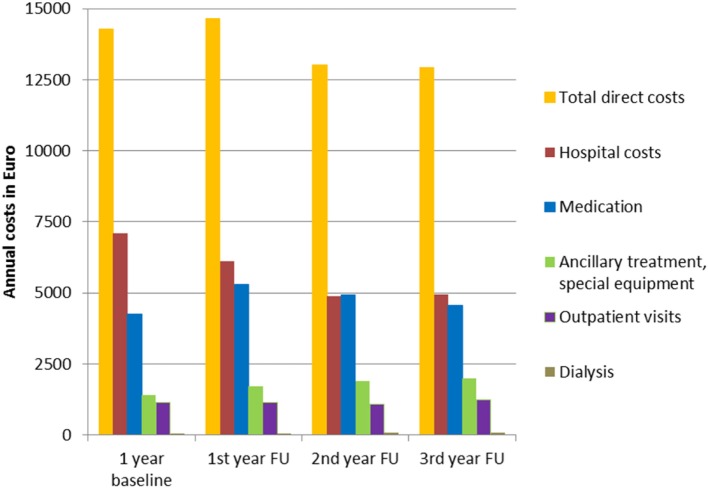 15000
12500
10000
7500
5000
2500
0
Annual costs in Euro
1 year
baseline
1st year FU
2nd year FU
3rd year FU
Total direct costs
Hospital costs
Medication
Ancillary treatment,
special equipment
Outpatient visits
Dialysis